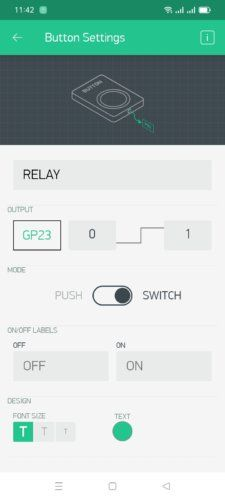 11:42
Button Settings
BUTTON
RELAY
OUTPUT
GP23 0 1
MODE
PUSH SWITCH
ON/OFF LABELS
OFF ON
OFF ON
DESIGN
FONT SIZE TEXT
T T T